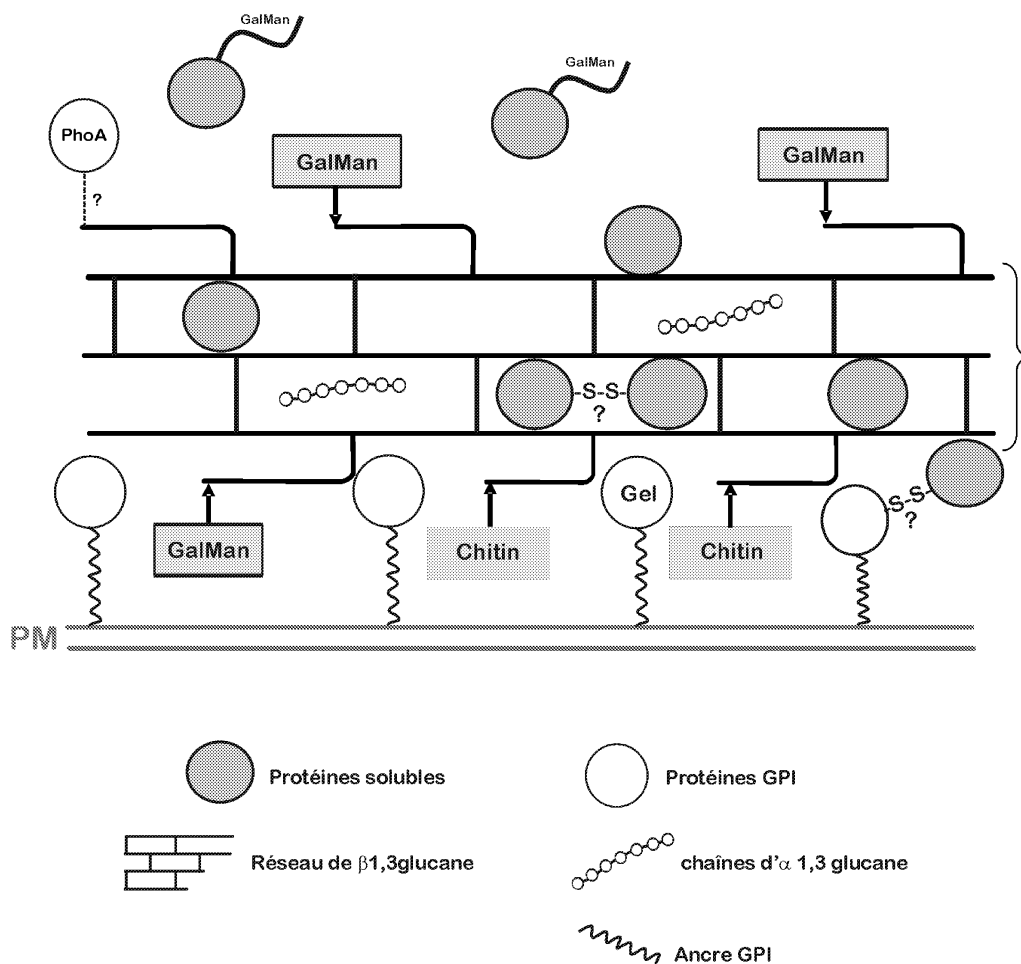 GalMan
GalMan
PhoA
?
GalMan
GalMan
-S-S-
?
Gel
-S-S-
?
GalMan
Chitin
Chitin
PM
Protéines solubles
Protéines GPI
Réseau de β1,3glucane
chaînes d'α 1,3 glucane
Ancre GPI